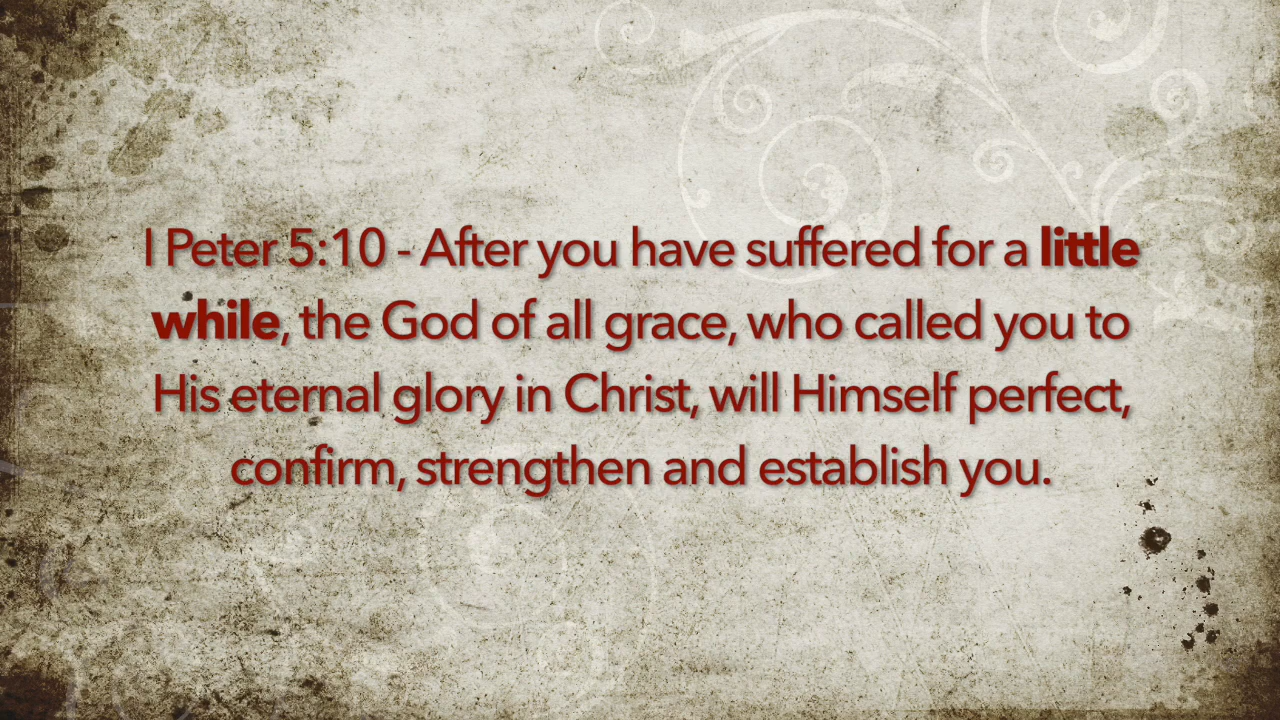 I Peter 5:10 - After you have suffered for a little
while, the God of all grace, who called you to
His eternal glory in Christ, will Himself perfect,
confirm, strengthen and establish you.